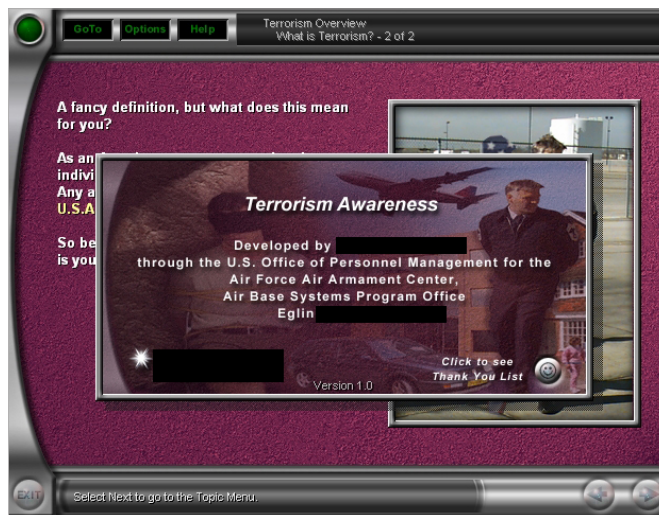 GoTo Options Help
Terrorism Overview
What is Terrorism? - 2 of 2
A fancy definition, but what does this mean
for you?
As an
indivi
Any a
U.S.A
So be
is you
Terrorism Awareness
Developed by
through the U.S. Office of Personnel Management for the
Air Force Air Armament Center,
Air Base Systems Program Office
Eglin
Click to see
Thank You List
Version 1.0
EXIT
Select Next to go to the Topic Menu.